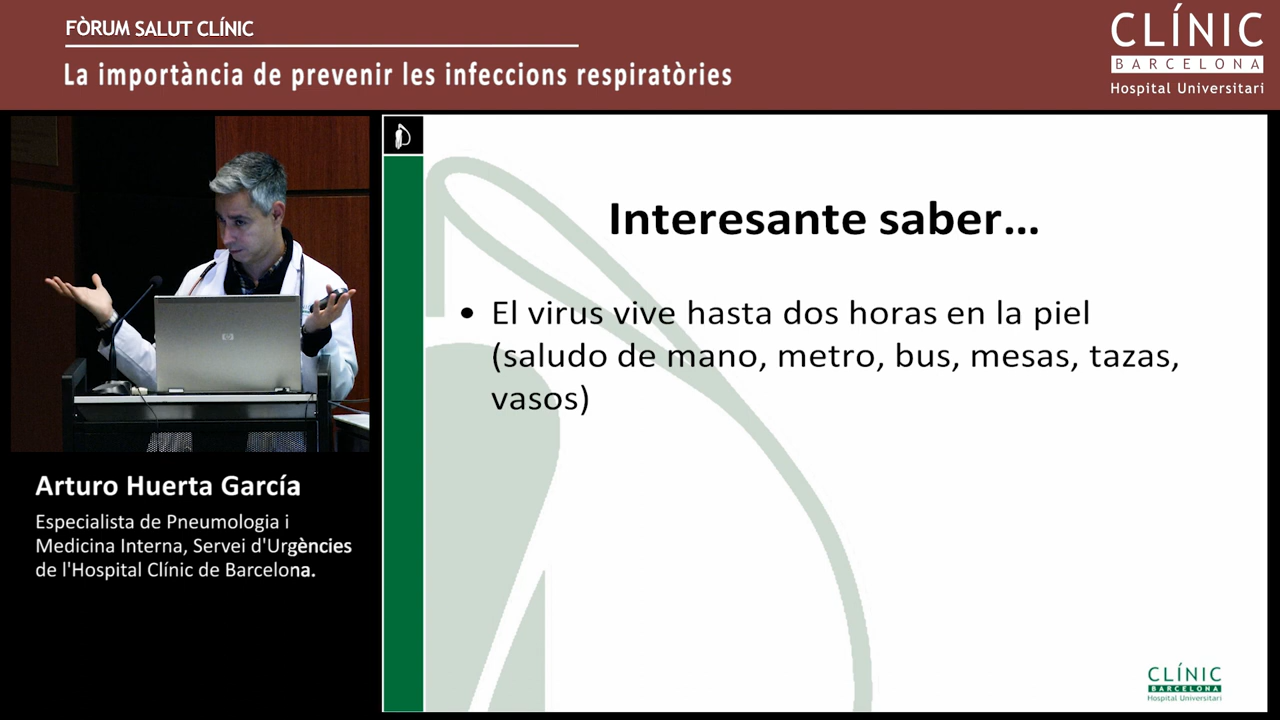 FÒRUM SALUT CLÍNIC
La importància de prevenir les infeccions respiratòries
CLÍNIC
BARCELONA
Hospital Universitari
Interesante saber...
• El virus vive hasta dos horas en la piel
(saludo de mano, metro, bus, mesas, tazas,
vasos)
Arturo Huerta García
Especialista de Pneumologia i
Medicina Interna, Servei d'Urgències
de l'Hospital Clínic de Barcelona.
CLÍNIC
BARCELONA
Hospital Universitari